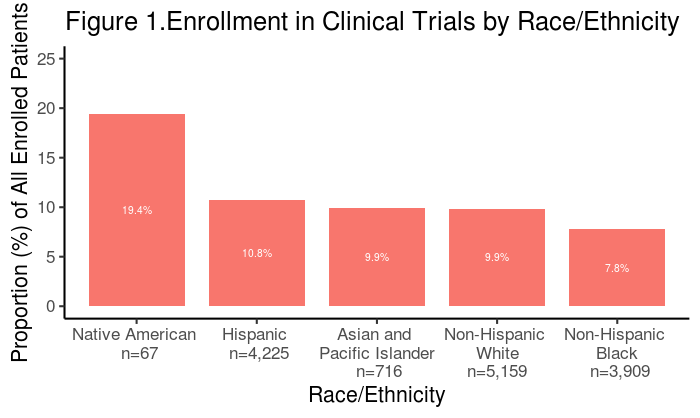 Figure 1.Enrollment in Clinical Trials by Race/Ethnicity
Proportion (%) of All Enrolled Patients
25
20
15
10
5
0
19.4%
10.8%
9.9%
9.9%
7.8%
Native American
n=67
Hispanic
n=4,225
Asian and
Pacific Islander
n=716
Non-Hispanic
White
n=5,159
Non-Hispanic
Black
n=3,909
Race/Ethnicity